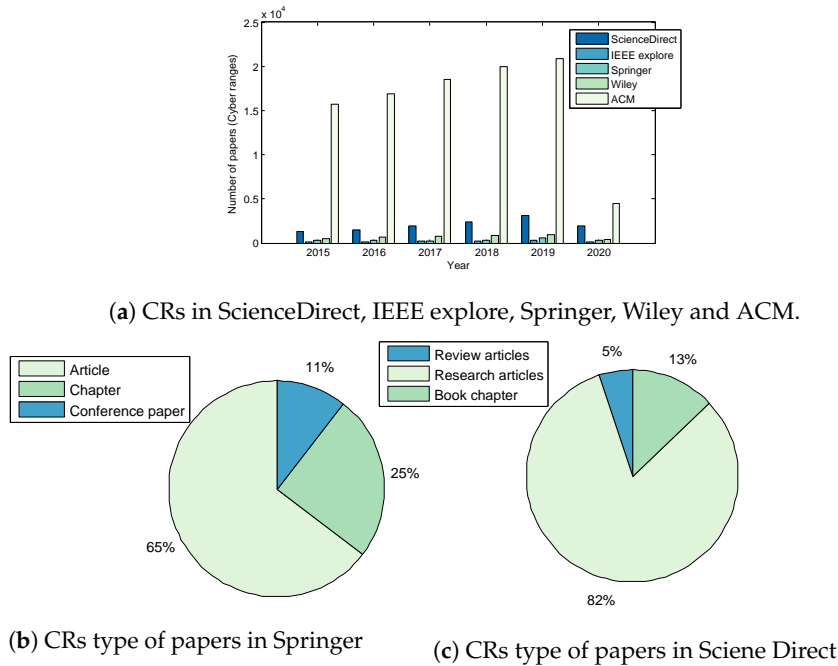 x 10⁴
2.5
2
1.5
1
0.5
0
Number of papers (Cyber ranges)
2015 2016 2017 2018 2019 2020
Year
ScienceDirect
IEEE explore
Springer
Wiley
ACM
(a) CRs in ScienceDirect, IEEE explore, Springer, Wiley and ACM.
Article
Chapter
Conference paper
11%
25%
65%
(b) CRs type of papers in Springer
Review articles
Research articles
Book chapter
5%
13%
82%
(c) CRs type of papers in Sciene Direct